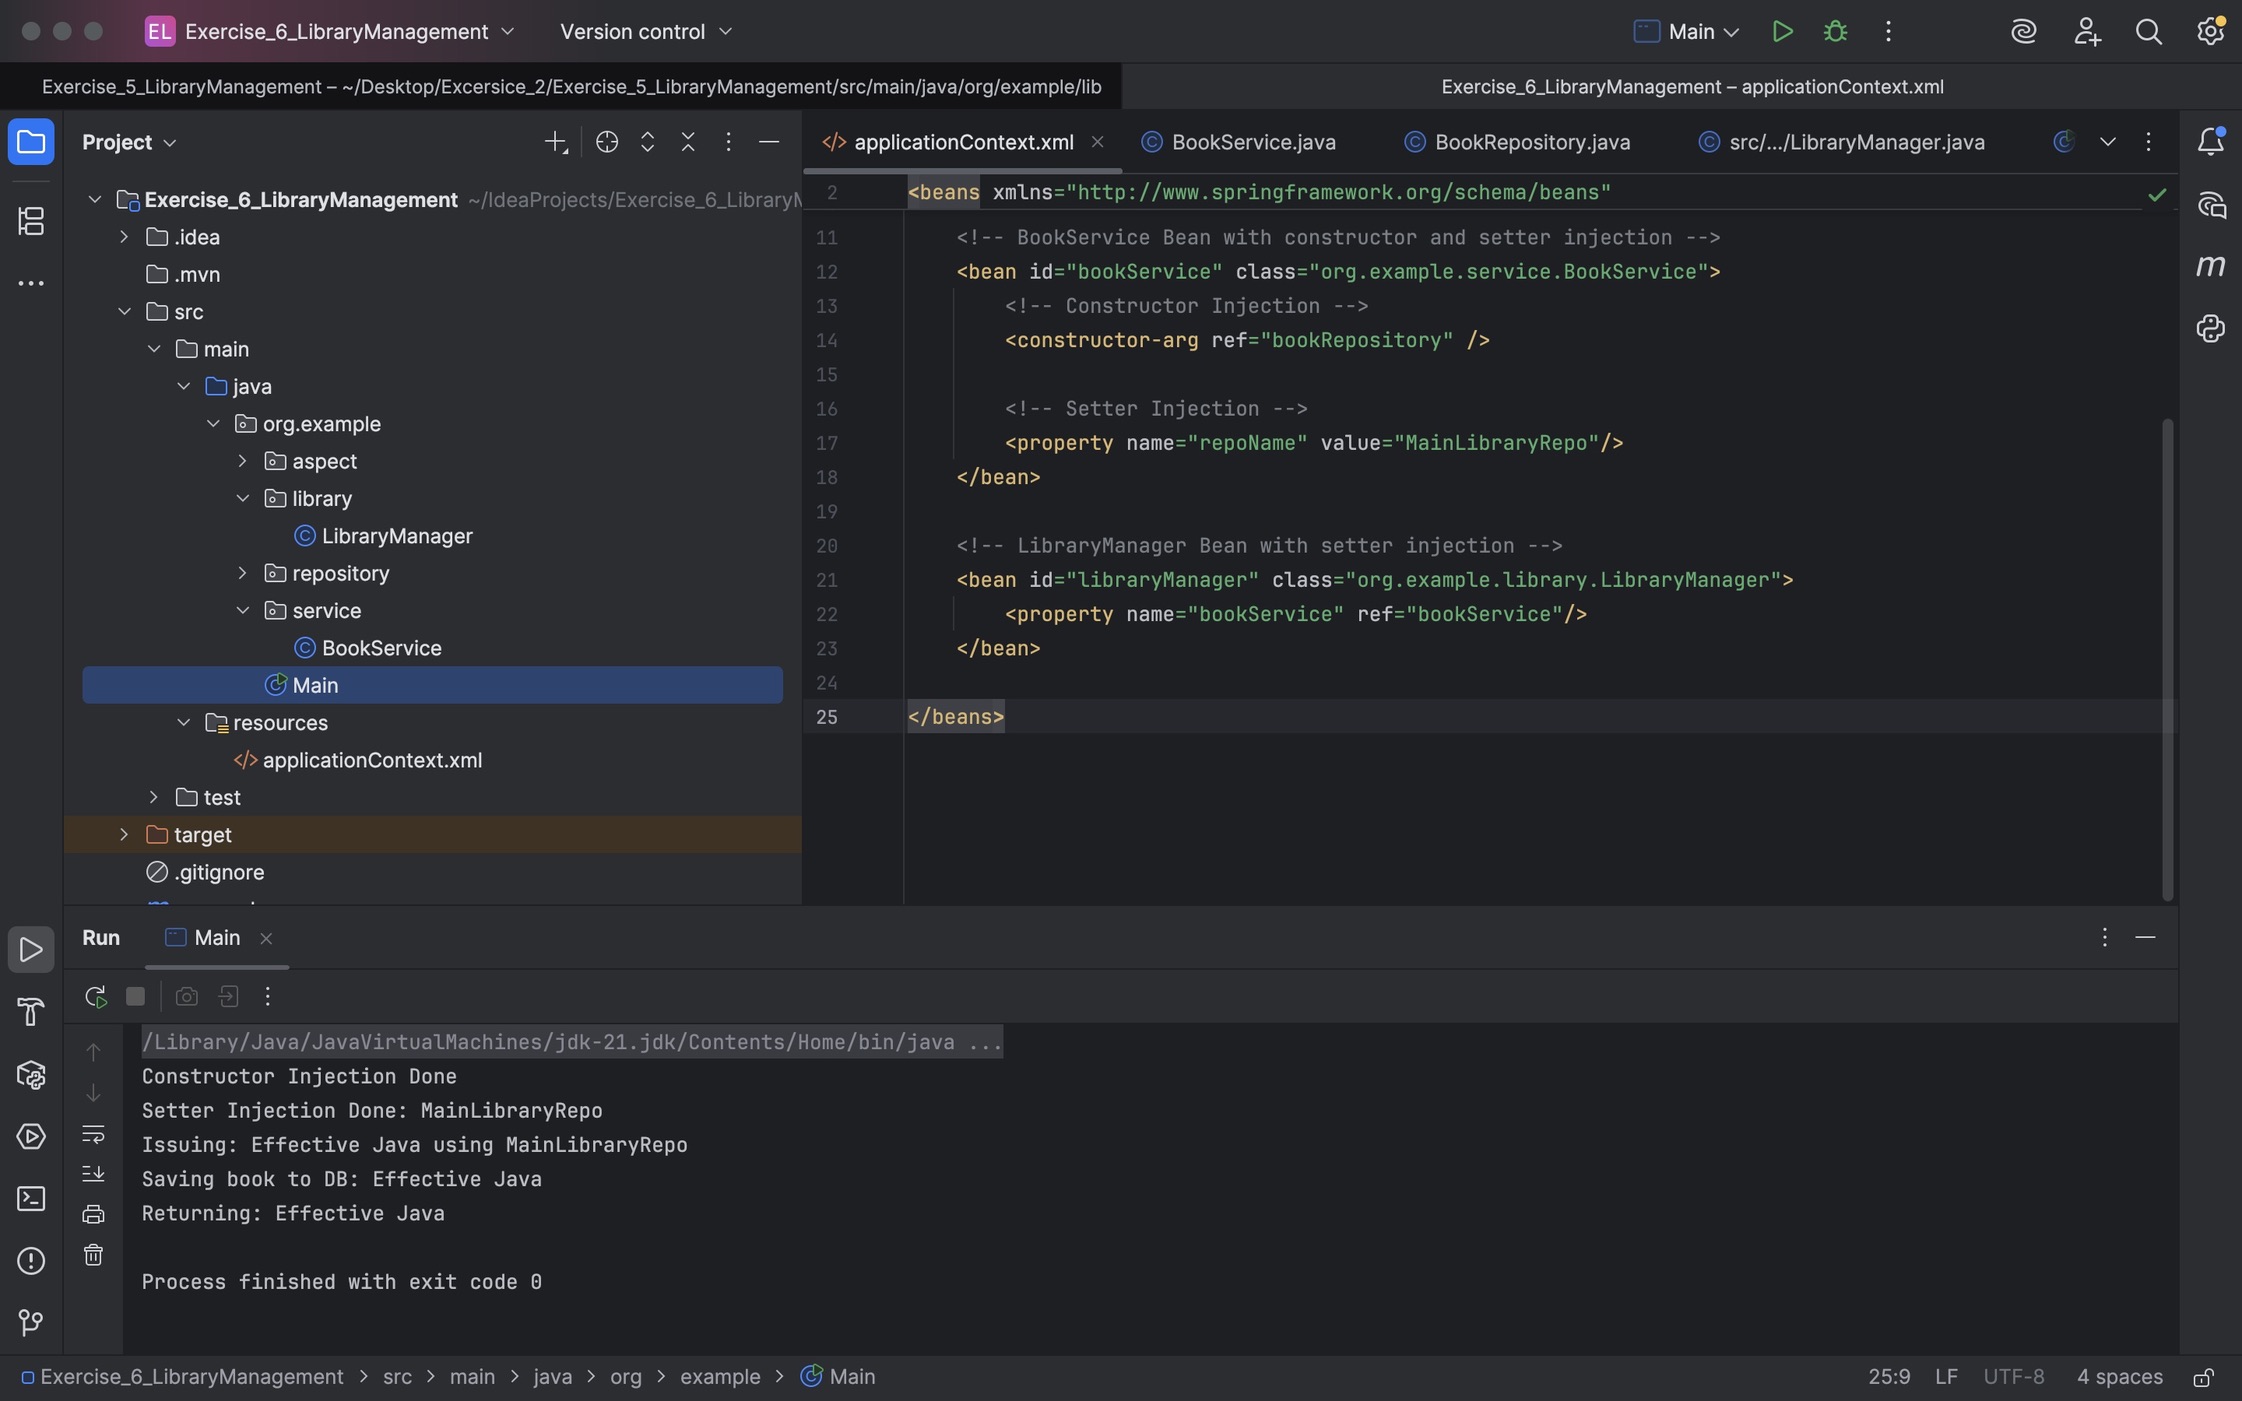 EL Exercise_6_LibraryManagement Version control Main
Exercise_5_LibraryManagement – ~/Desktop/Excersice_2/Exercise_5_LibraryManagement/src/main/java/org/example/lib
Exercise_6_LibraryManagement – applicationContext.xml
Project
Exercise_6_LibraryManagement ~/IdeaProjects/Exercise_6_Library
.idea
.mvn
src
main
java
org.example
aspect
library
LibraryManager
repository
service
BookService
Main
resources
applicationContext.xml
test
target
.gitignore
applicationContext.xml BookService.java BookRepository.java src/.../LibraryManager.java
2 <beans xmlns="http://www.springframework.org/schema/beans"
11 <!-- BookService Bean with constructor and setter injection -->
12 <bean id="bookService" class="org.example.service.BookService">
13 <!-- Constructor Injection -->
14 <constructor-arg ref="bookRepository" />
15
16 <!-- Setter Injection -->
17 <property name="repoName" value="MainLibraryRepo"/>
18 </bean>
19
20 <!-- LibraryManager Bean with setter injection -->
21 <bean id="libraryManager" class="org.example.library.LibraryManager">
22 <property name="bookService" ref="bookService"/>
23 </bean>
24
25 </beans>
Run Main
/Library/Java/JavaVirtualMachines/jdk-21.jdk/Contents/Home/bin/java ...
Constructor Injection Done
Setter Injection Done: MainLibraryRepo
Issuing: Effective Java using MainLibraryRepo
Saving book to DB: Effective Java
Returning: Effective Java
Process finished with exit code 0
Exercise_6_LibraryManagement > src > main > java > org > example > Main
25:9 LF UTF-8 4 spaces